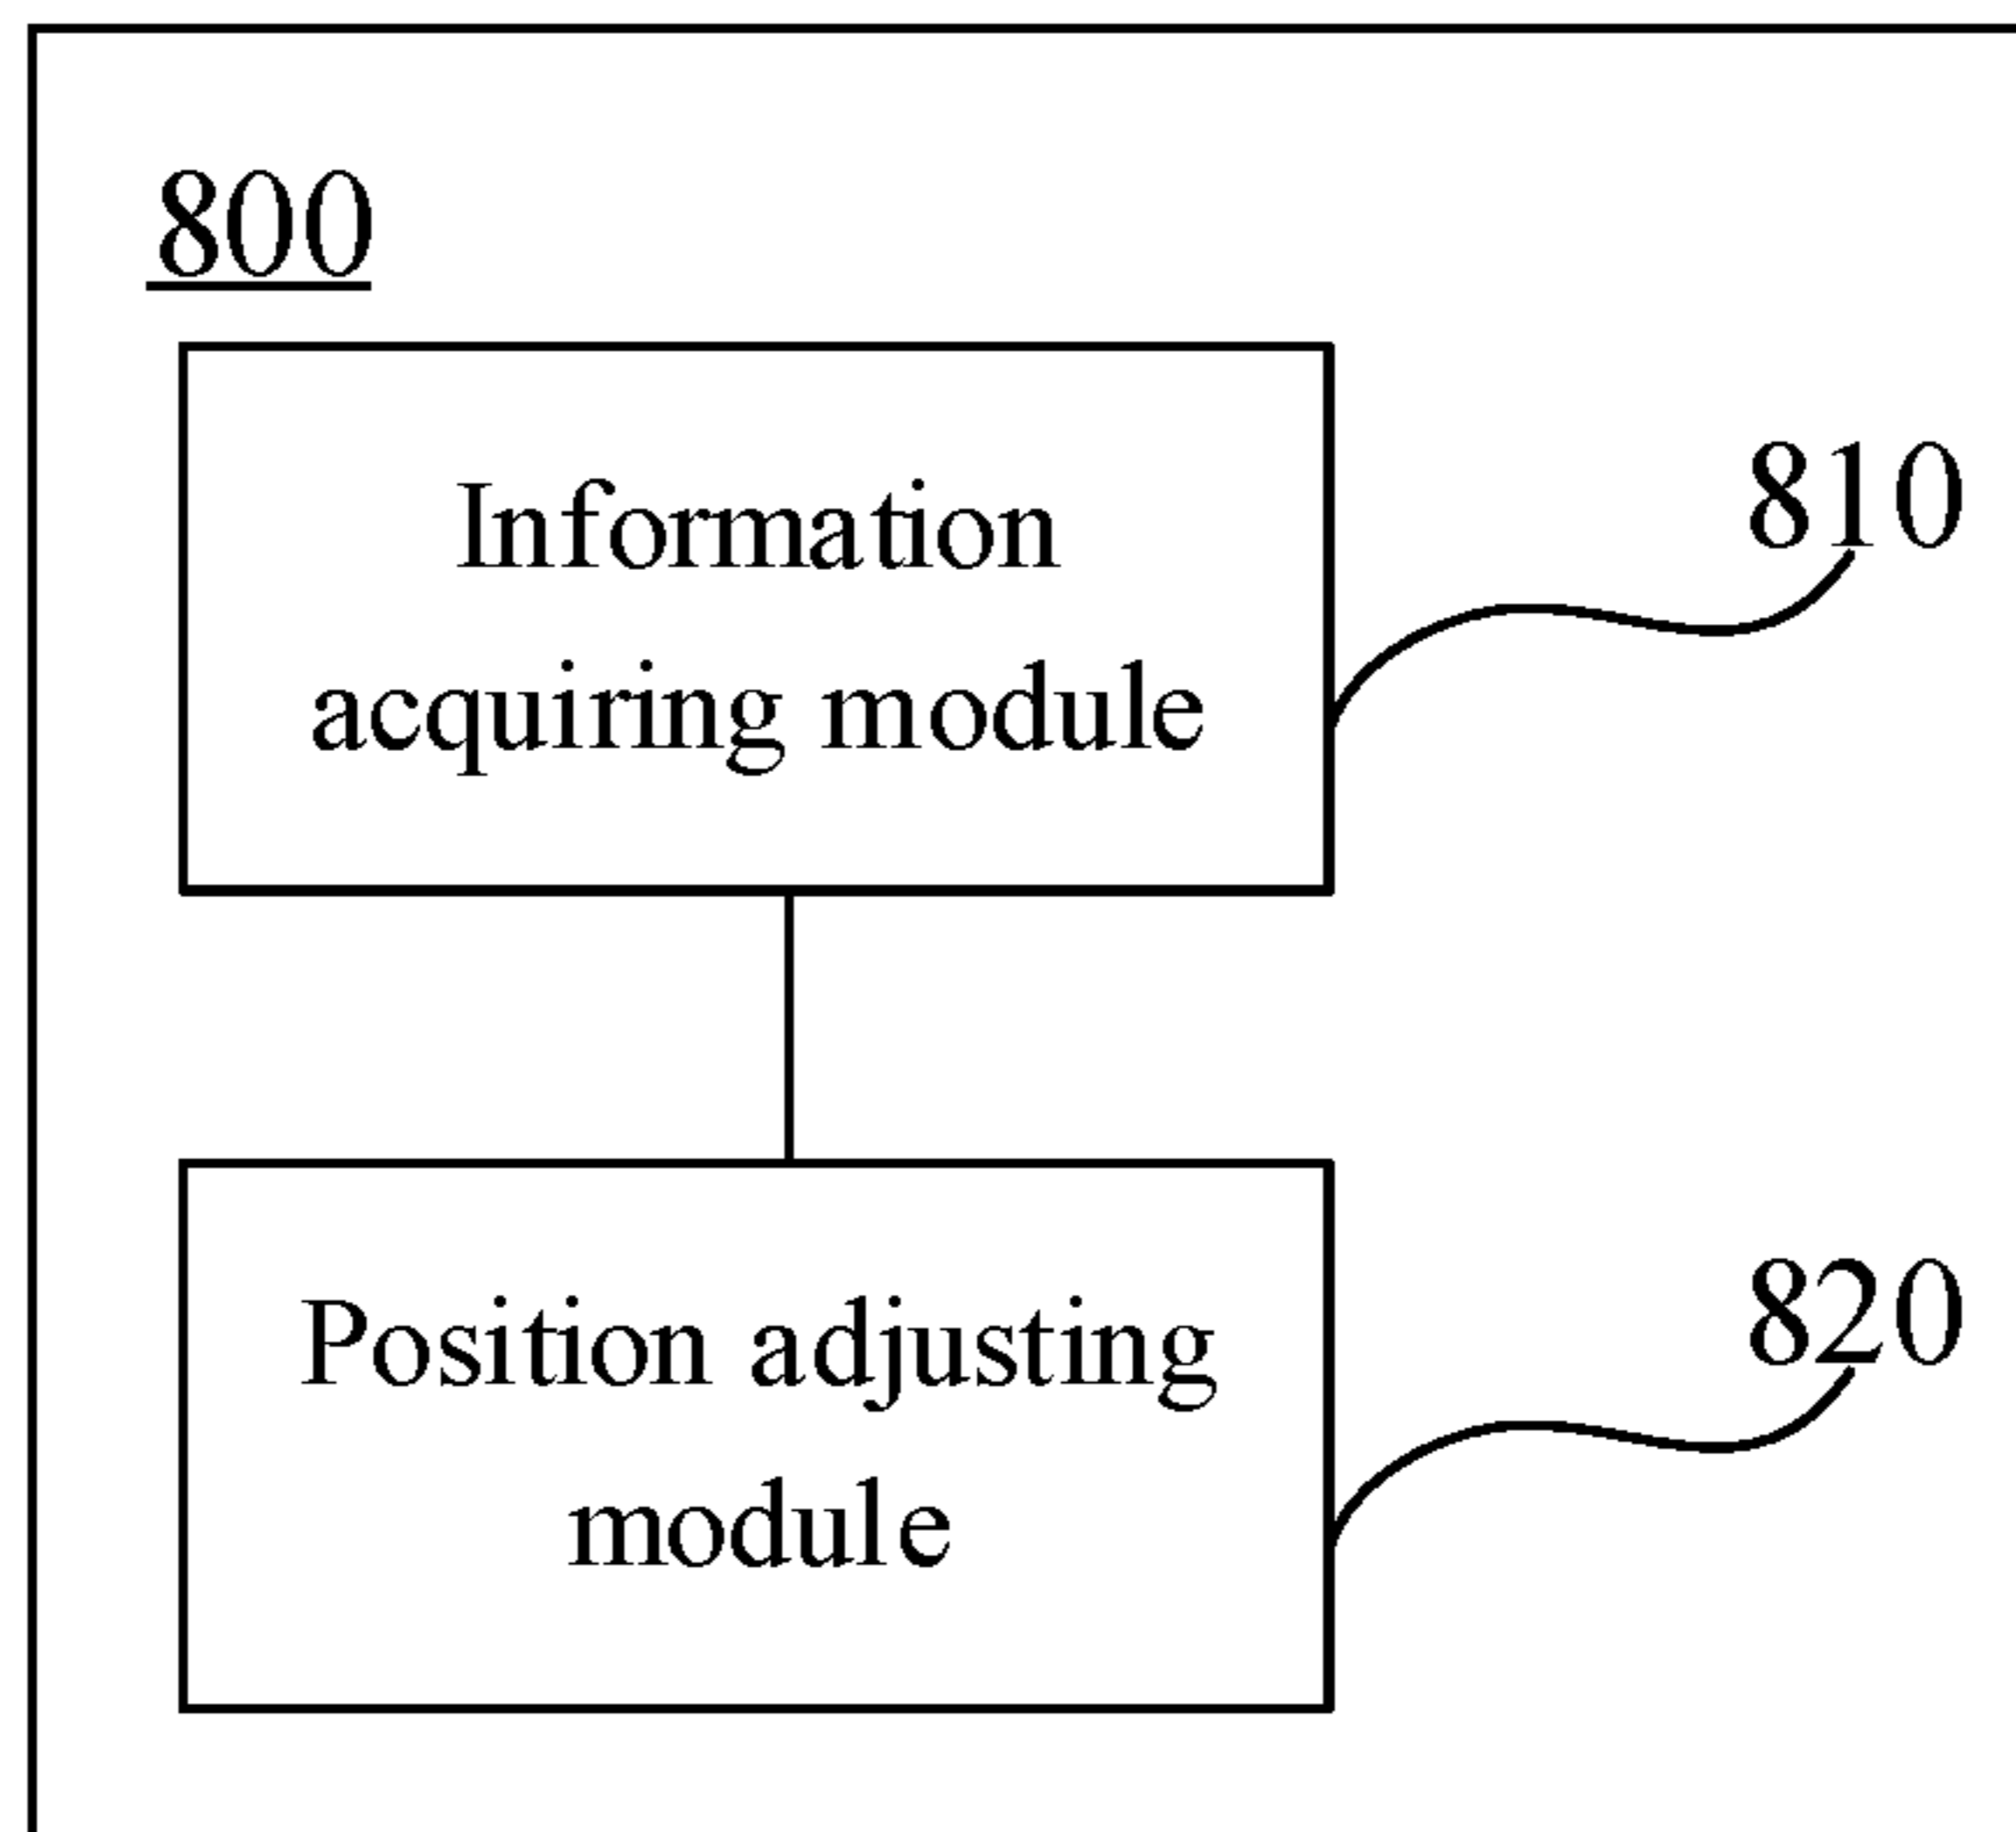 800
Information
acquiring module
810
Position adjusting
module
820